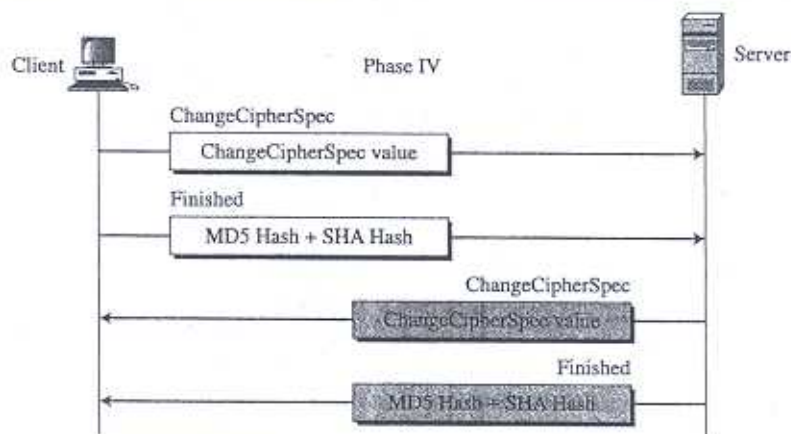 Client
Phase IV
Server
ChangeCipherSpec
ChangeCipherSpec value
Finished
MD5 Hash + SHA Hash
ChangeCipherSpec
ChangeCipherSpec value
Finished
MD5 Hash + SHA Hash